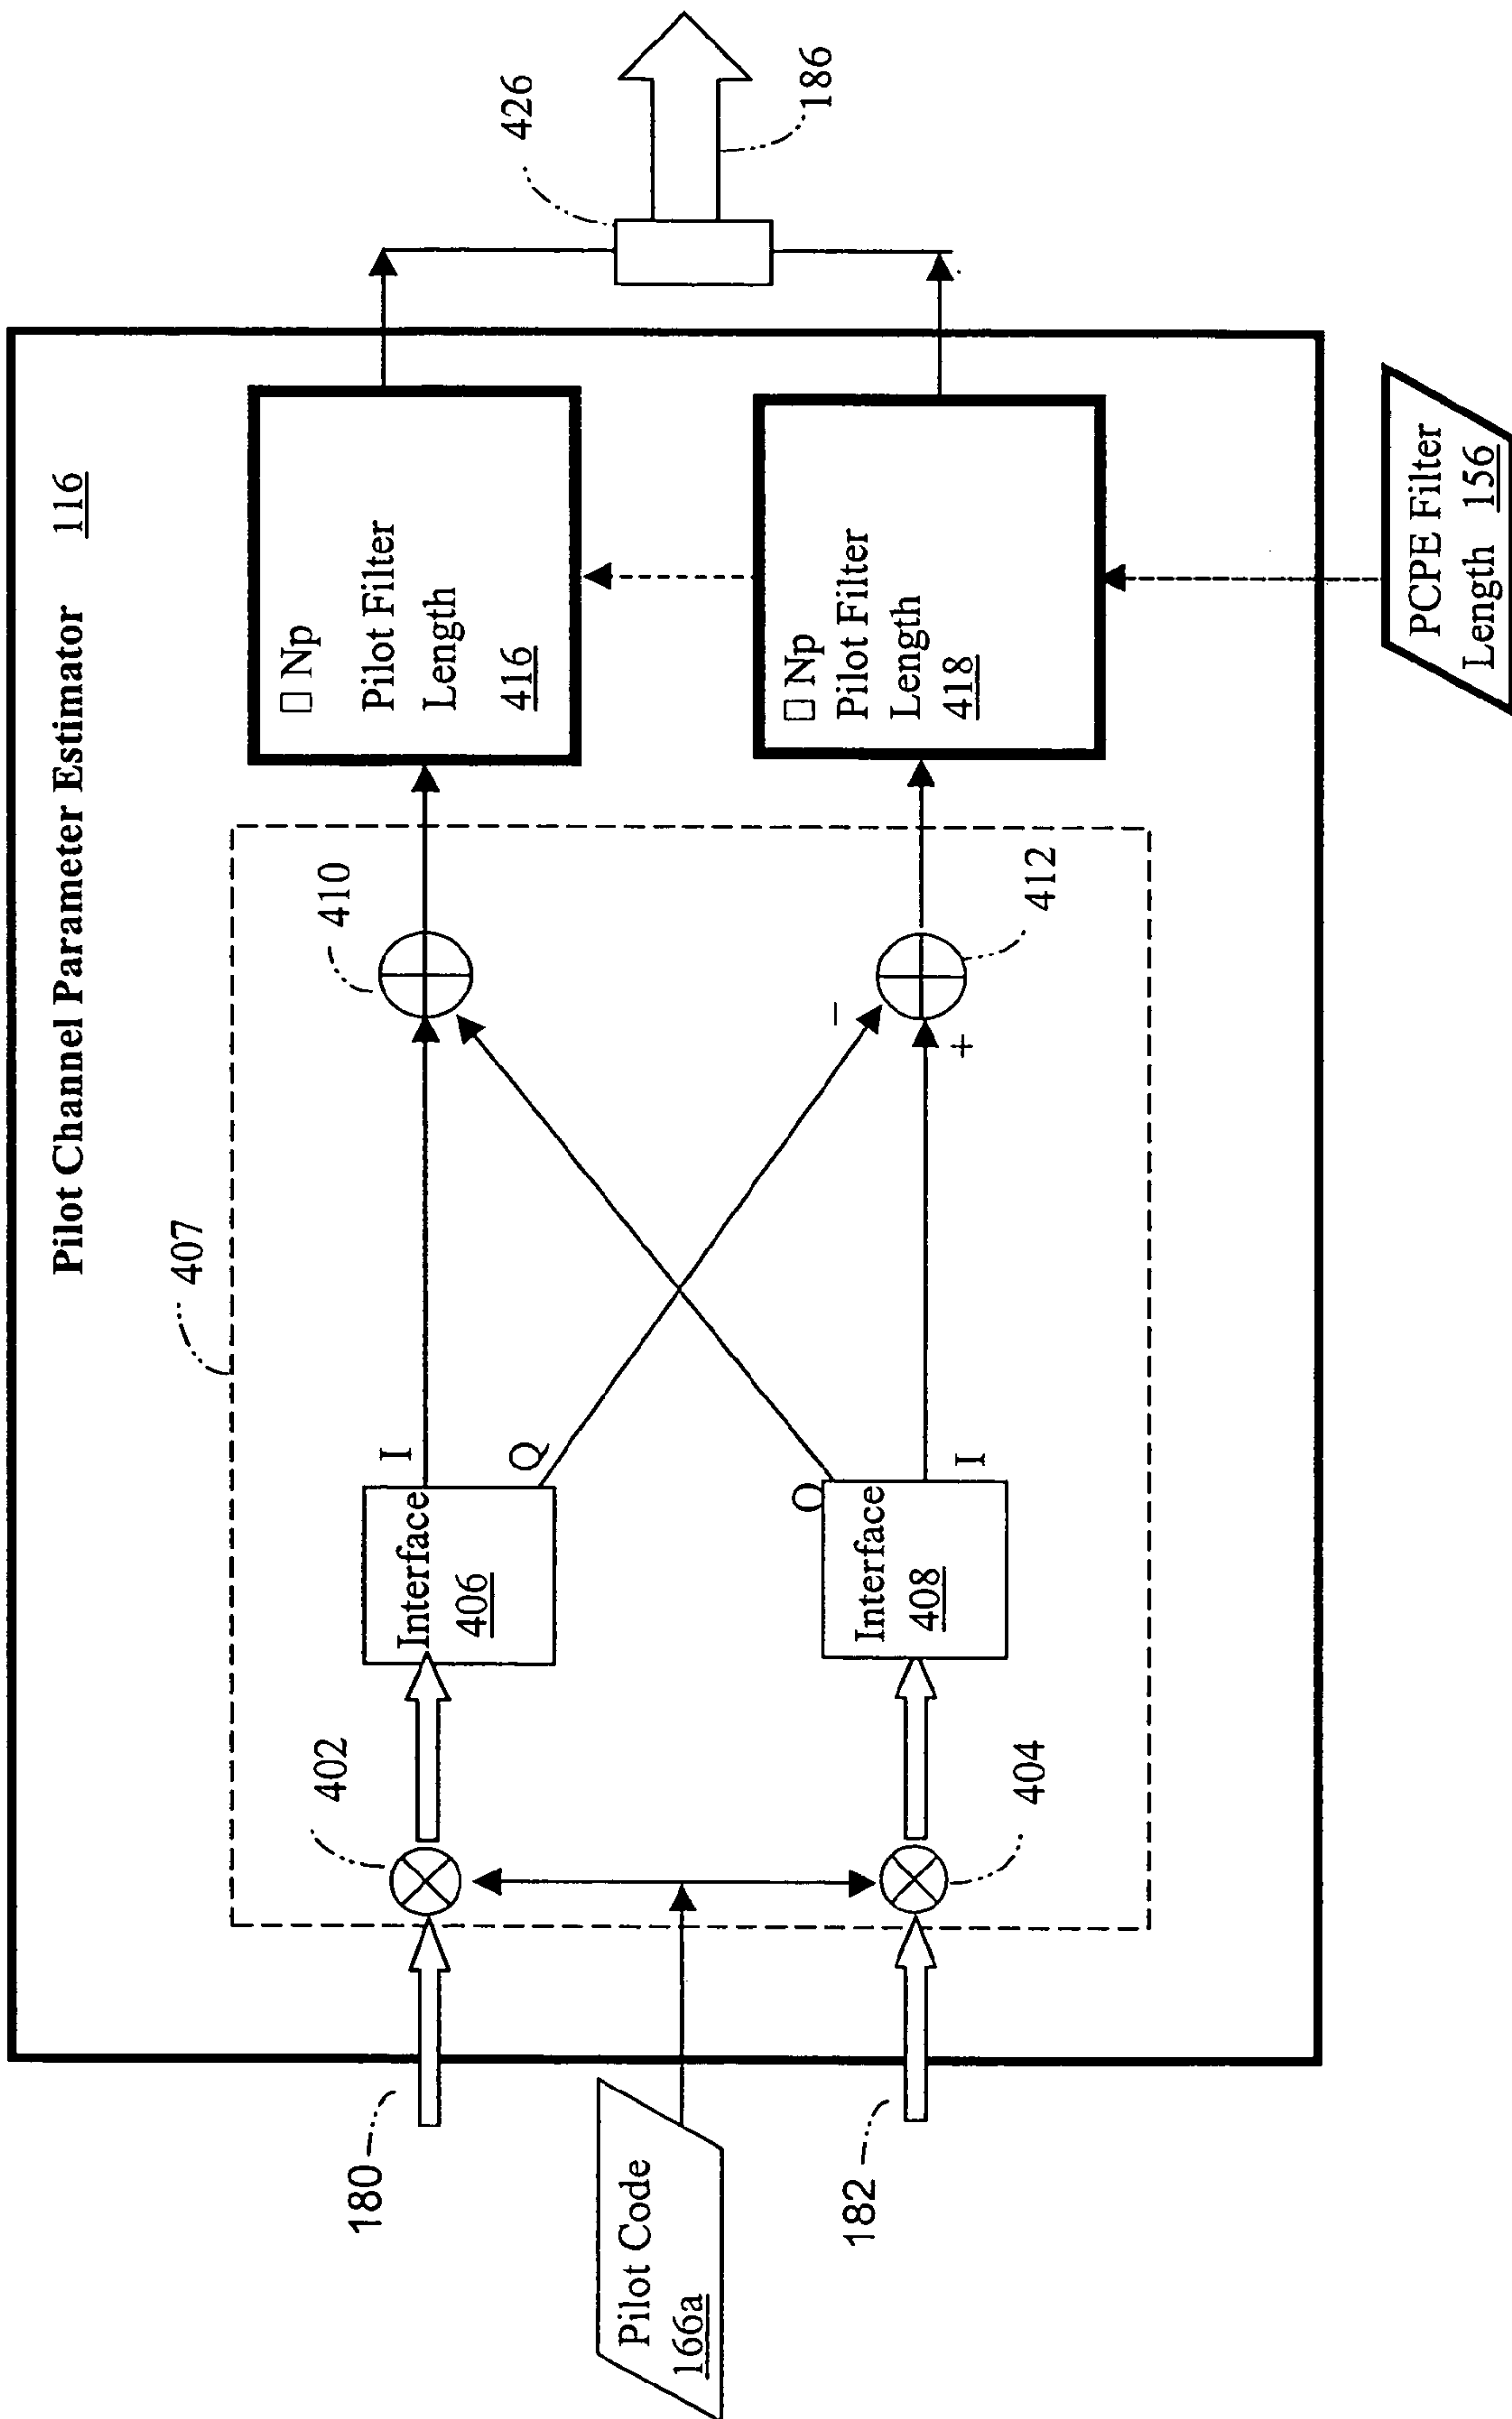 Pilot Channel Parameter Estimator 116
407
410
426
402
Interface
406
I
Q
Np
Pilot Filter
Length
416
186
180
Pilot Code
166a
182
404
Interface
408
Q
I
−
+
412
Np
Pilot Filter
Length
418
PCPE Filter
Length 156